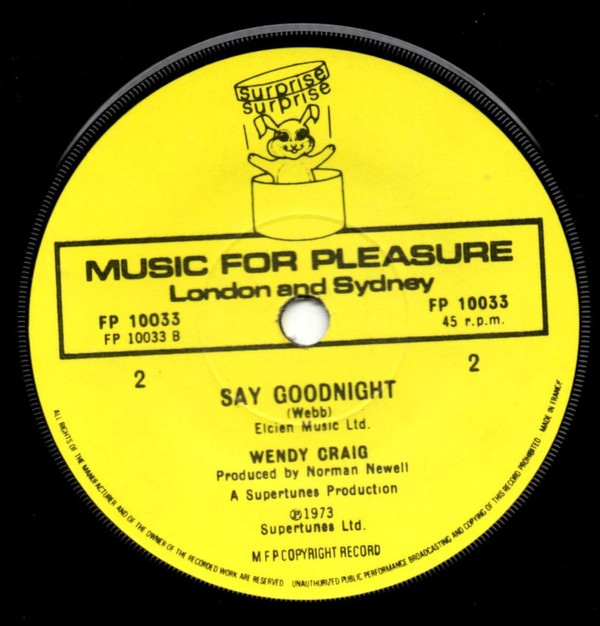 surprise
surprise
MUSIC FOR PLEASURE
London and Sydney
FP 10033
FP 10033 B
FP 10033
45 r.p.m.
2
2
SAY GOODNIGHT
(Webb)
Elcien Music Ltd.
WENDY CRAIG
Produced by Norman Newell
A Supertunes Production
℗1973
Supertunes Ltd.
M F P COPYRIGHT RECORD
ALL RIGHTS OF THE MANUFACTURER AND OF THE OWNER OF THE RECORDED WORK ARE RESERVED UNAUTHORIZED PUBLIC PERFORMANCE BROADCASTING AND COPYING OF THIS RECORD PROHIBITED MADE IN FRANCE